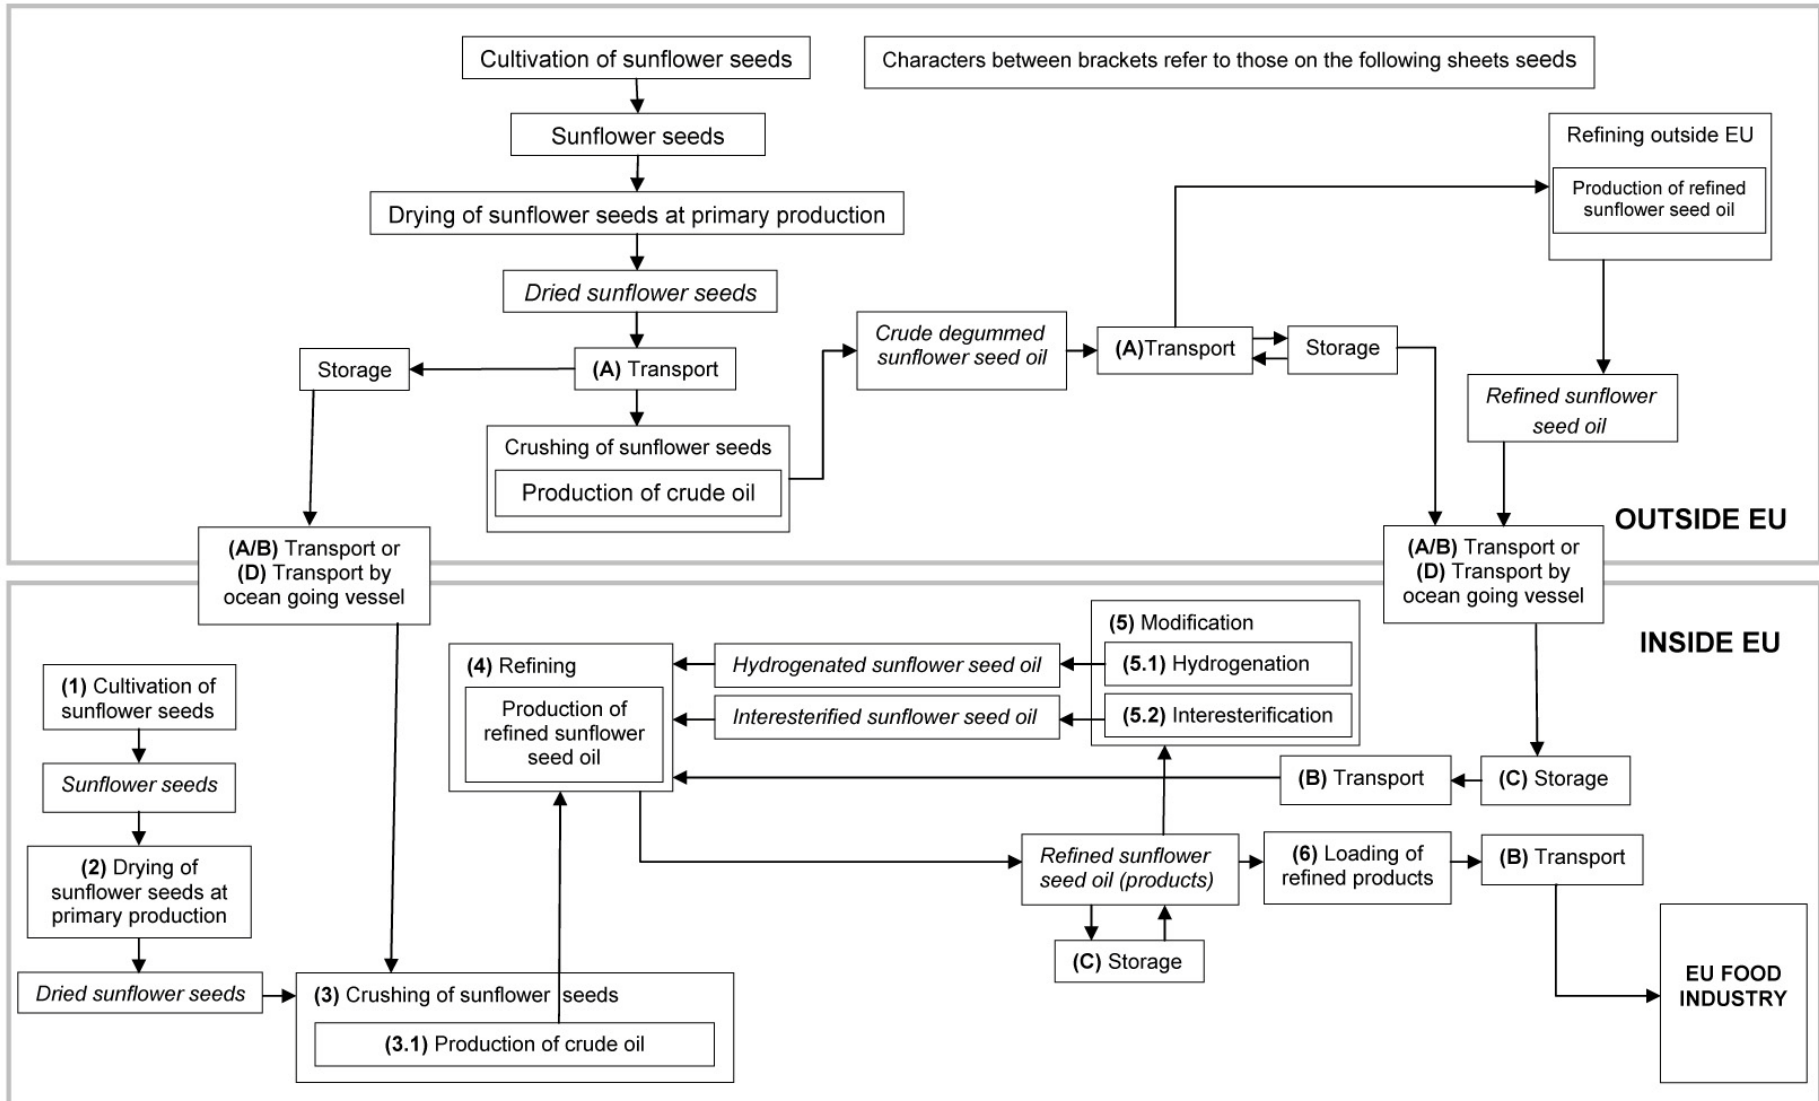 Cultivation of sunflower seeds
Characters between brackets refer to those on the following sheets seeds
Sunflower seeds
Refining outside EU
Production of refined
sunflower seed oil
Drying of sunflower seeds at primary production
Dried sunflower seeds
Crude degummed
sunflower seed oil
(A)Transport
Storage
Storage
(A) Transport
Refined sunflower
seed oil
Crushing of sunflower seeds
Production of crude oil
OUTSIDE EU
(A/B) Transport or
(D) Transport by
ocean going vessel
(A/B) Transport or
(D) Transport by
ocean going vessel
INSIDE EU
(5) Modification
(5.1) Hydrogenation
(5.2) Interesterification
Hydrogenated sunflower seed oil
Interesterified sunflower seed oil
(4) Refining
Production of
refined sunflower
seed oil
(1) Cultivation of
sunflower seeds
Sunflower seeds
(B) Transport
(C) Storage
(2) Drying of
sunflower seeds at
primary production
Refined sunflower
seed oil (products)
(6) Loading of
refined products
(B) Transport
(C) Storage
Dried sunflower seeds
(3) Crushing of sunflower seeds
(3.1) Production of crude oil
EU FOOD
INDUSTRY